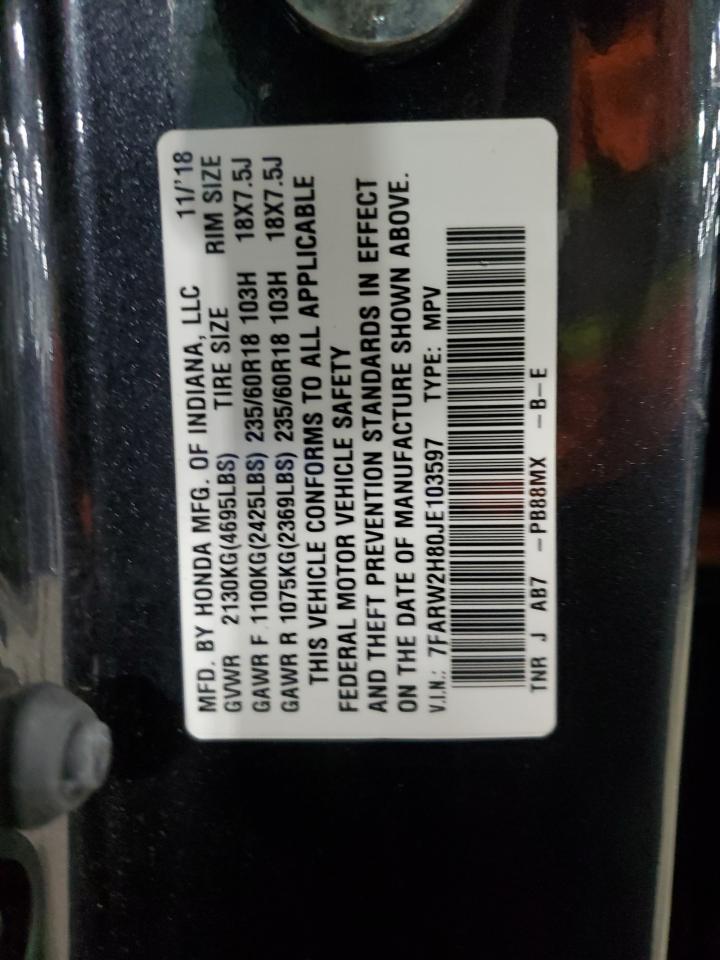 MFD. BY HONDA MFG. OF INDIANA, LLC 11/'18
GVWR 2130KG(4695LBS) TIRE SIZE RIM SIZE
GAWR F 1100KG(2425LBS) 235/60R18 103H 18X7.5J
GAWR R 1075KG(2369LBS) 235/60R18 103H 18X7.5J
THIS VEHICLE CONFORMS TO ALL APPLICABLE
FEDERAL MOTOR VEHICLE SAFETY
AND THEFT PREVENTION STANDARDS IN EFFECT
ON THE DATE OF MANUFACTURE SHOWN ABOVE.
V.I.N.: 7FARW2H80JE103597 TYPE: MPV
TNR J AB7 -PB88MX -B-E